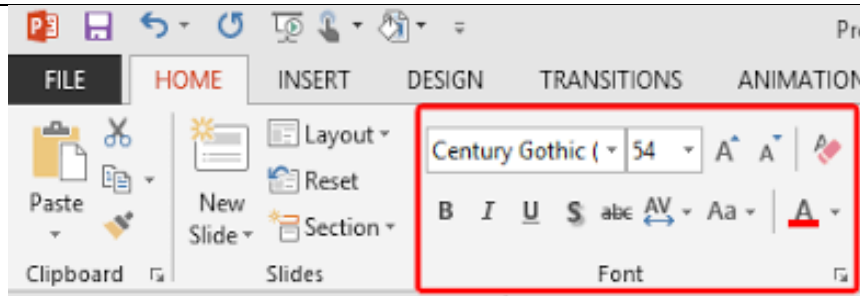 Pr
FILE HOME INSERT DESIGN TRANSITIONS ANIMATION
Paste
New Slide
Layout
Reset
Section
Century Gothic ( 54 A A
B I U S abc AV Aa A
Clipboard Slides Font